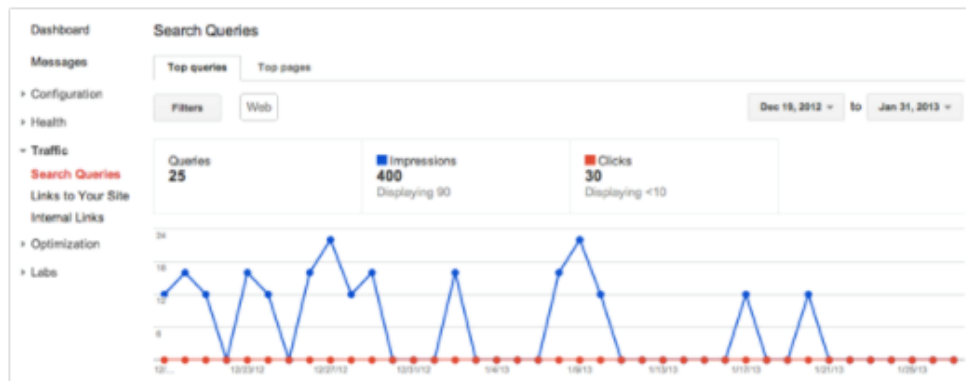 Dashboard
Messages
Configuration
Health
Traffic
Search Queries
Links to Your Site
Internal Links
Optimization
Labs
Search Queries
Top queries Top pages
Filters Web Dec 19, 2012 to Jan 31, 2013
Queries
25
Impressions
400
Displaying 90
Clicks
30
Displaying <10
24
18
12
6
12/... 12/23/12 12/27/12 12/31/12 1/4/13 1/9/13 1/13/13 1/17/13 1/21/13 1/25/13